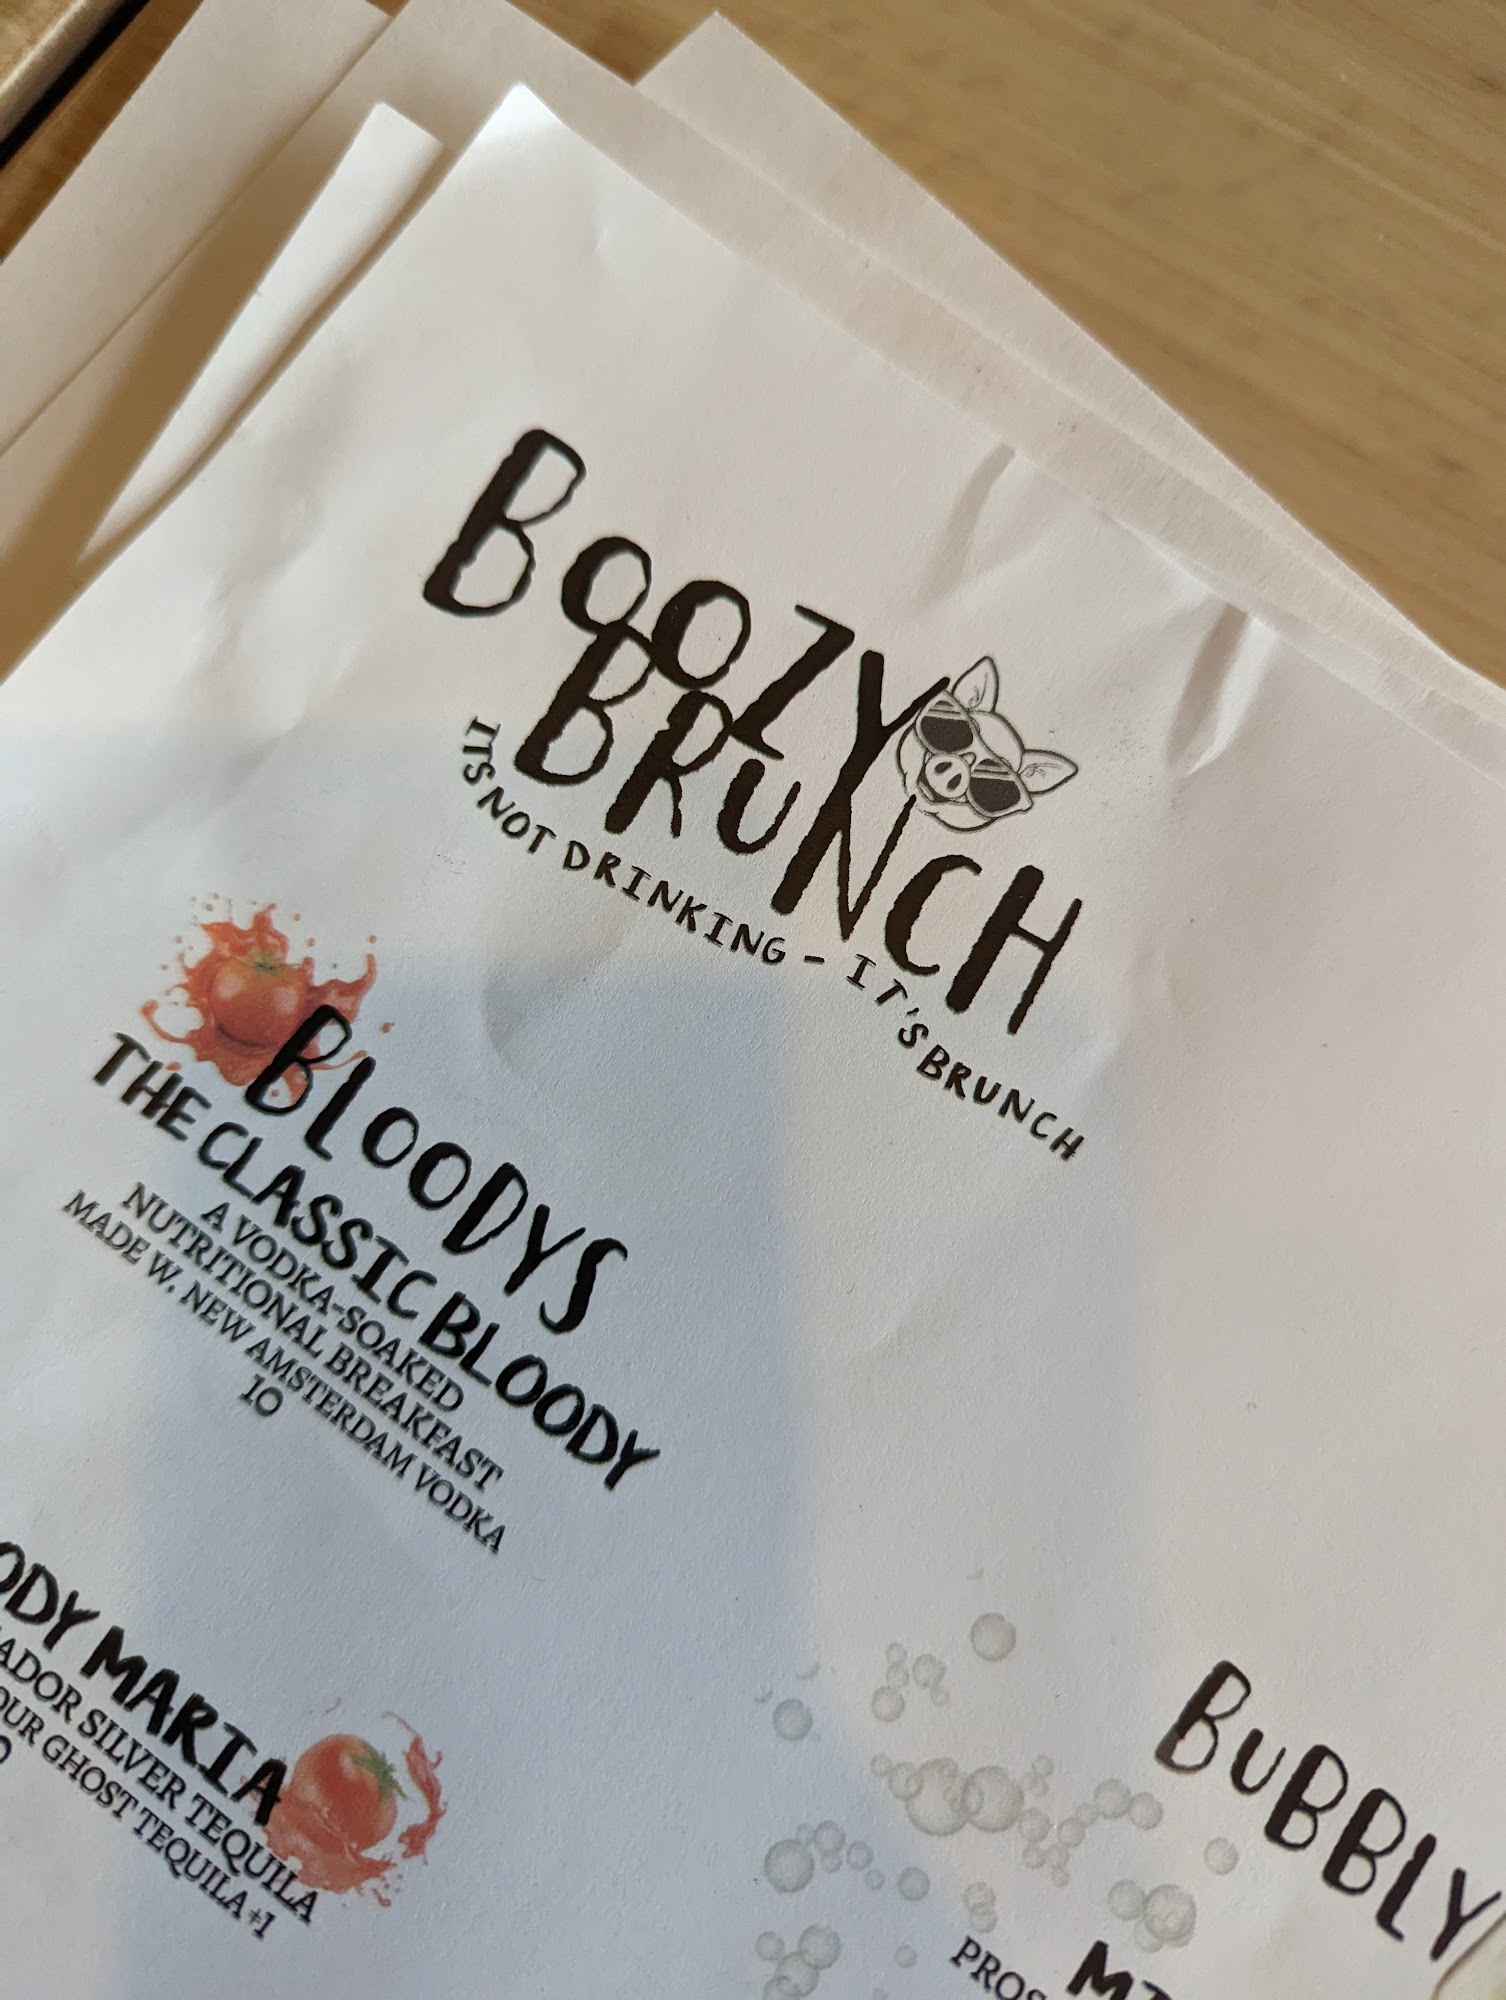 BOOZY
BRUNCH
ITS NOT DRINKING - IT'S BRUNCH
BLOODYS
THE CLASSIC BLOODY
A VODKA-SOAKED
NUTRITIONAL BREAKFAST
MADE W. NEW AMSTERDAM VODKA
10
MARIA
SILVER TEQUILA
GHOST TEQUILA +1
BUBBLY